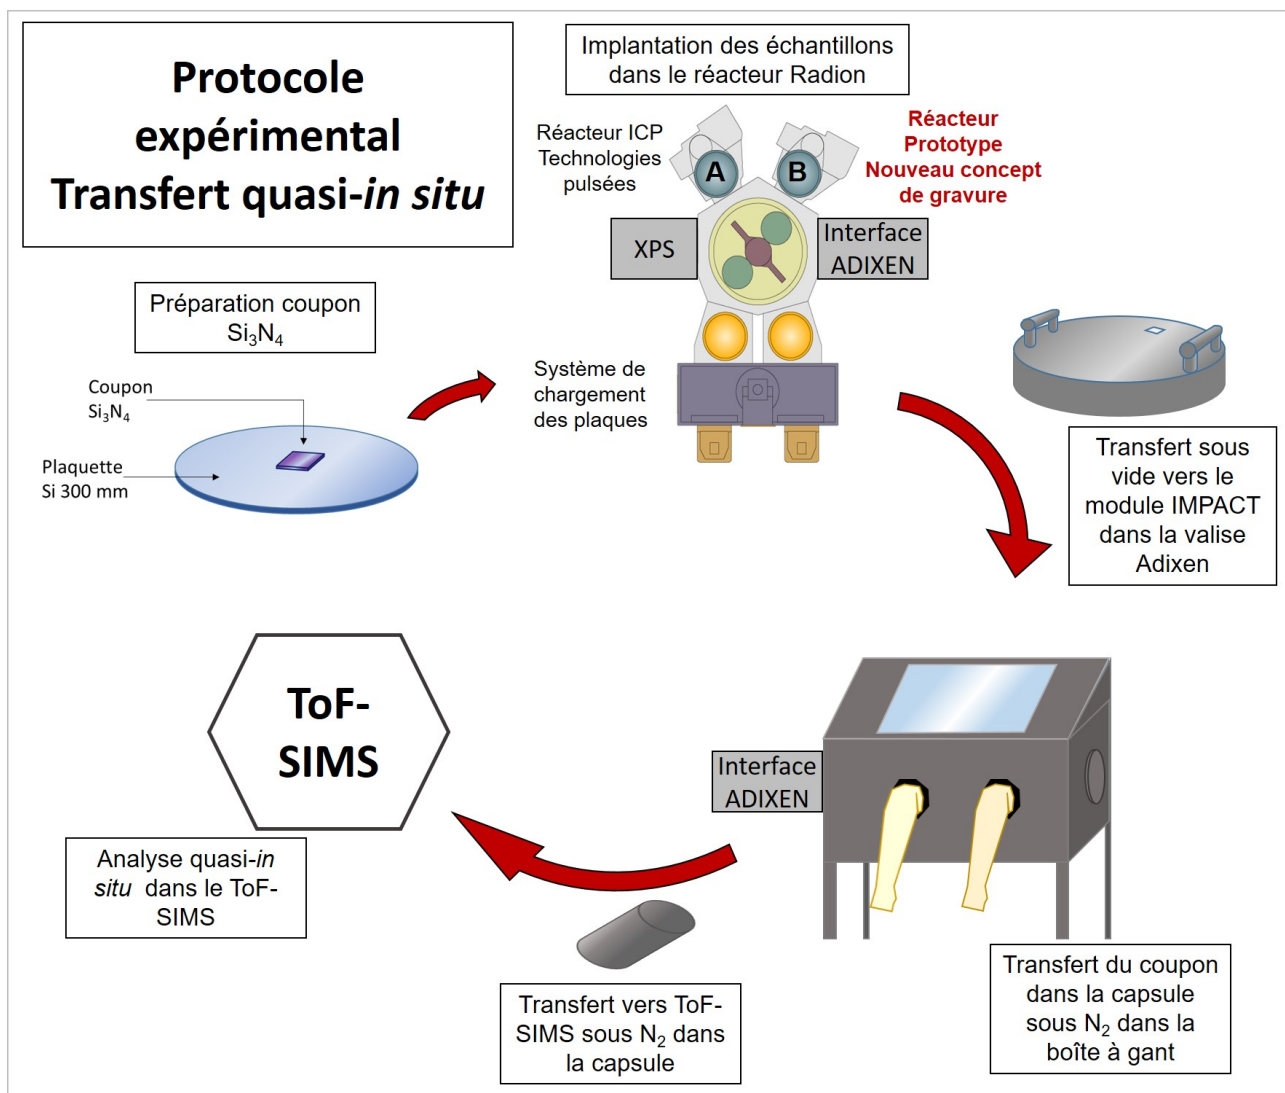 Protocole
expérimental
Transfert quasi-in situ
Implantation des échantillons
dans le réacteur Radion
Réacteur ICP
Technologies
pulsées
A
B
Réacteur
Prototype
Nouveau concept
de gravure
XPS
Interface
ADIXEN
Préparation coupon
Si₃N₄
Coupon
Si₃N₄
Plaquette
Si 300 mm
Système de
chargement
des plaques
Transfert sous
vide vers le
module IMPACT
dans la valise
Adixen
ToF-
SIMS
Interface
ADIXEN
Analyse quasi-in
situ dans le ToF-
SIMS
Transfert vers ToF-
SIMS sous N₂ dans
la capsule
Transfert du coupon
dans la capsule
sous N₂ dans la
boîte à gant